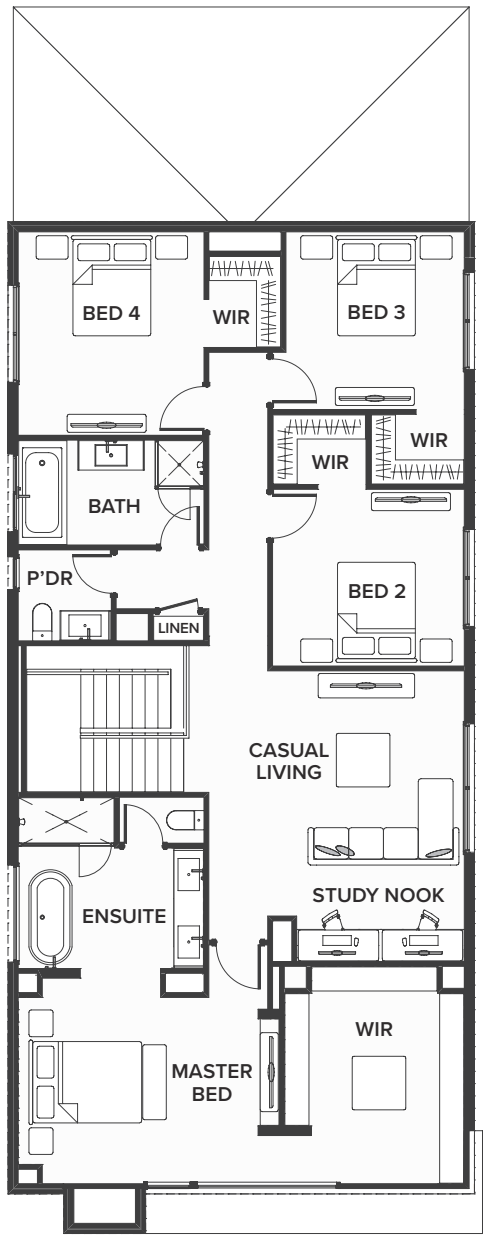 BED 4
WIR
BED 3
WIR
WIR
BATH
P'DR
BED 2
LINEN
CASUAL
LIVING
STUDY NOOK
ENSUITE
WIR
MASTER
BED